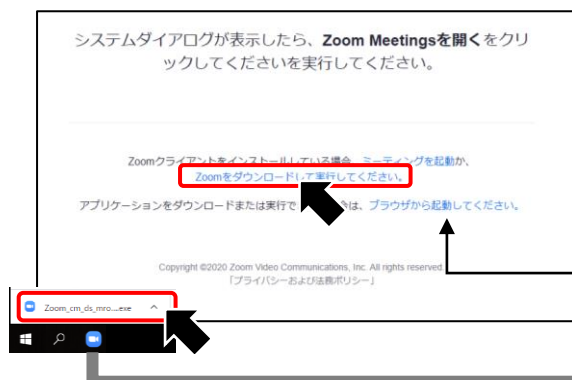 システムダイアログが表示したら、Zoom Meetingsを開くをクリ
ックしてくださいを実行してください。
Zoomクライアントをインストールしている場合、ミーティングを起動か、
Zoomをダウンロードして実行してください。
アプリケーションをダウンロードまたは実行で は、ブラウザから起動してください。
Copyright ©2020 Zoom Video Communications, Inc. All rights reserved.
「プライバシーおよび法務ポリシー」
Zoom_cm_ds_mro....exe